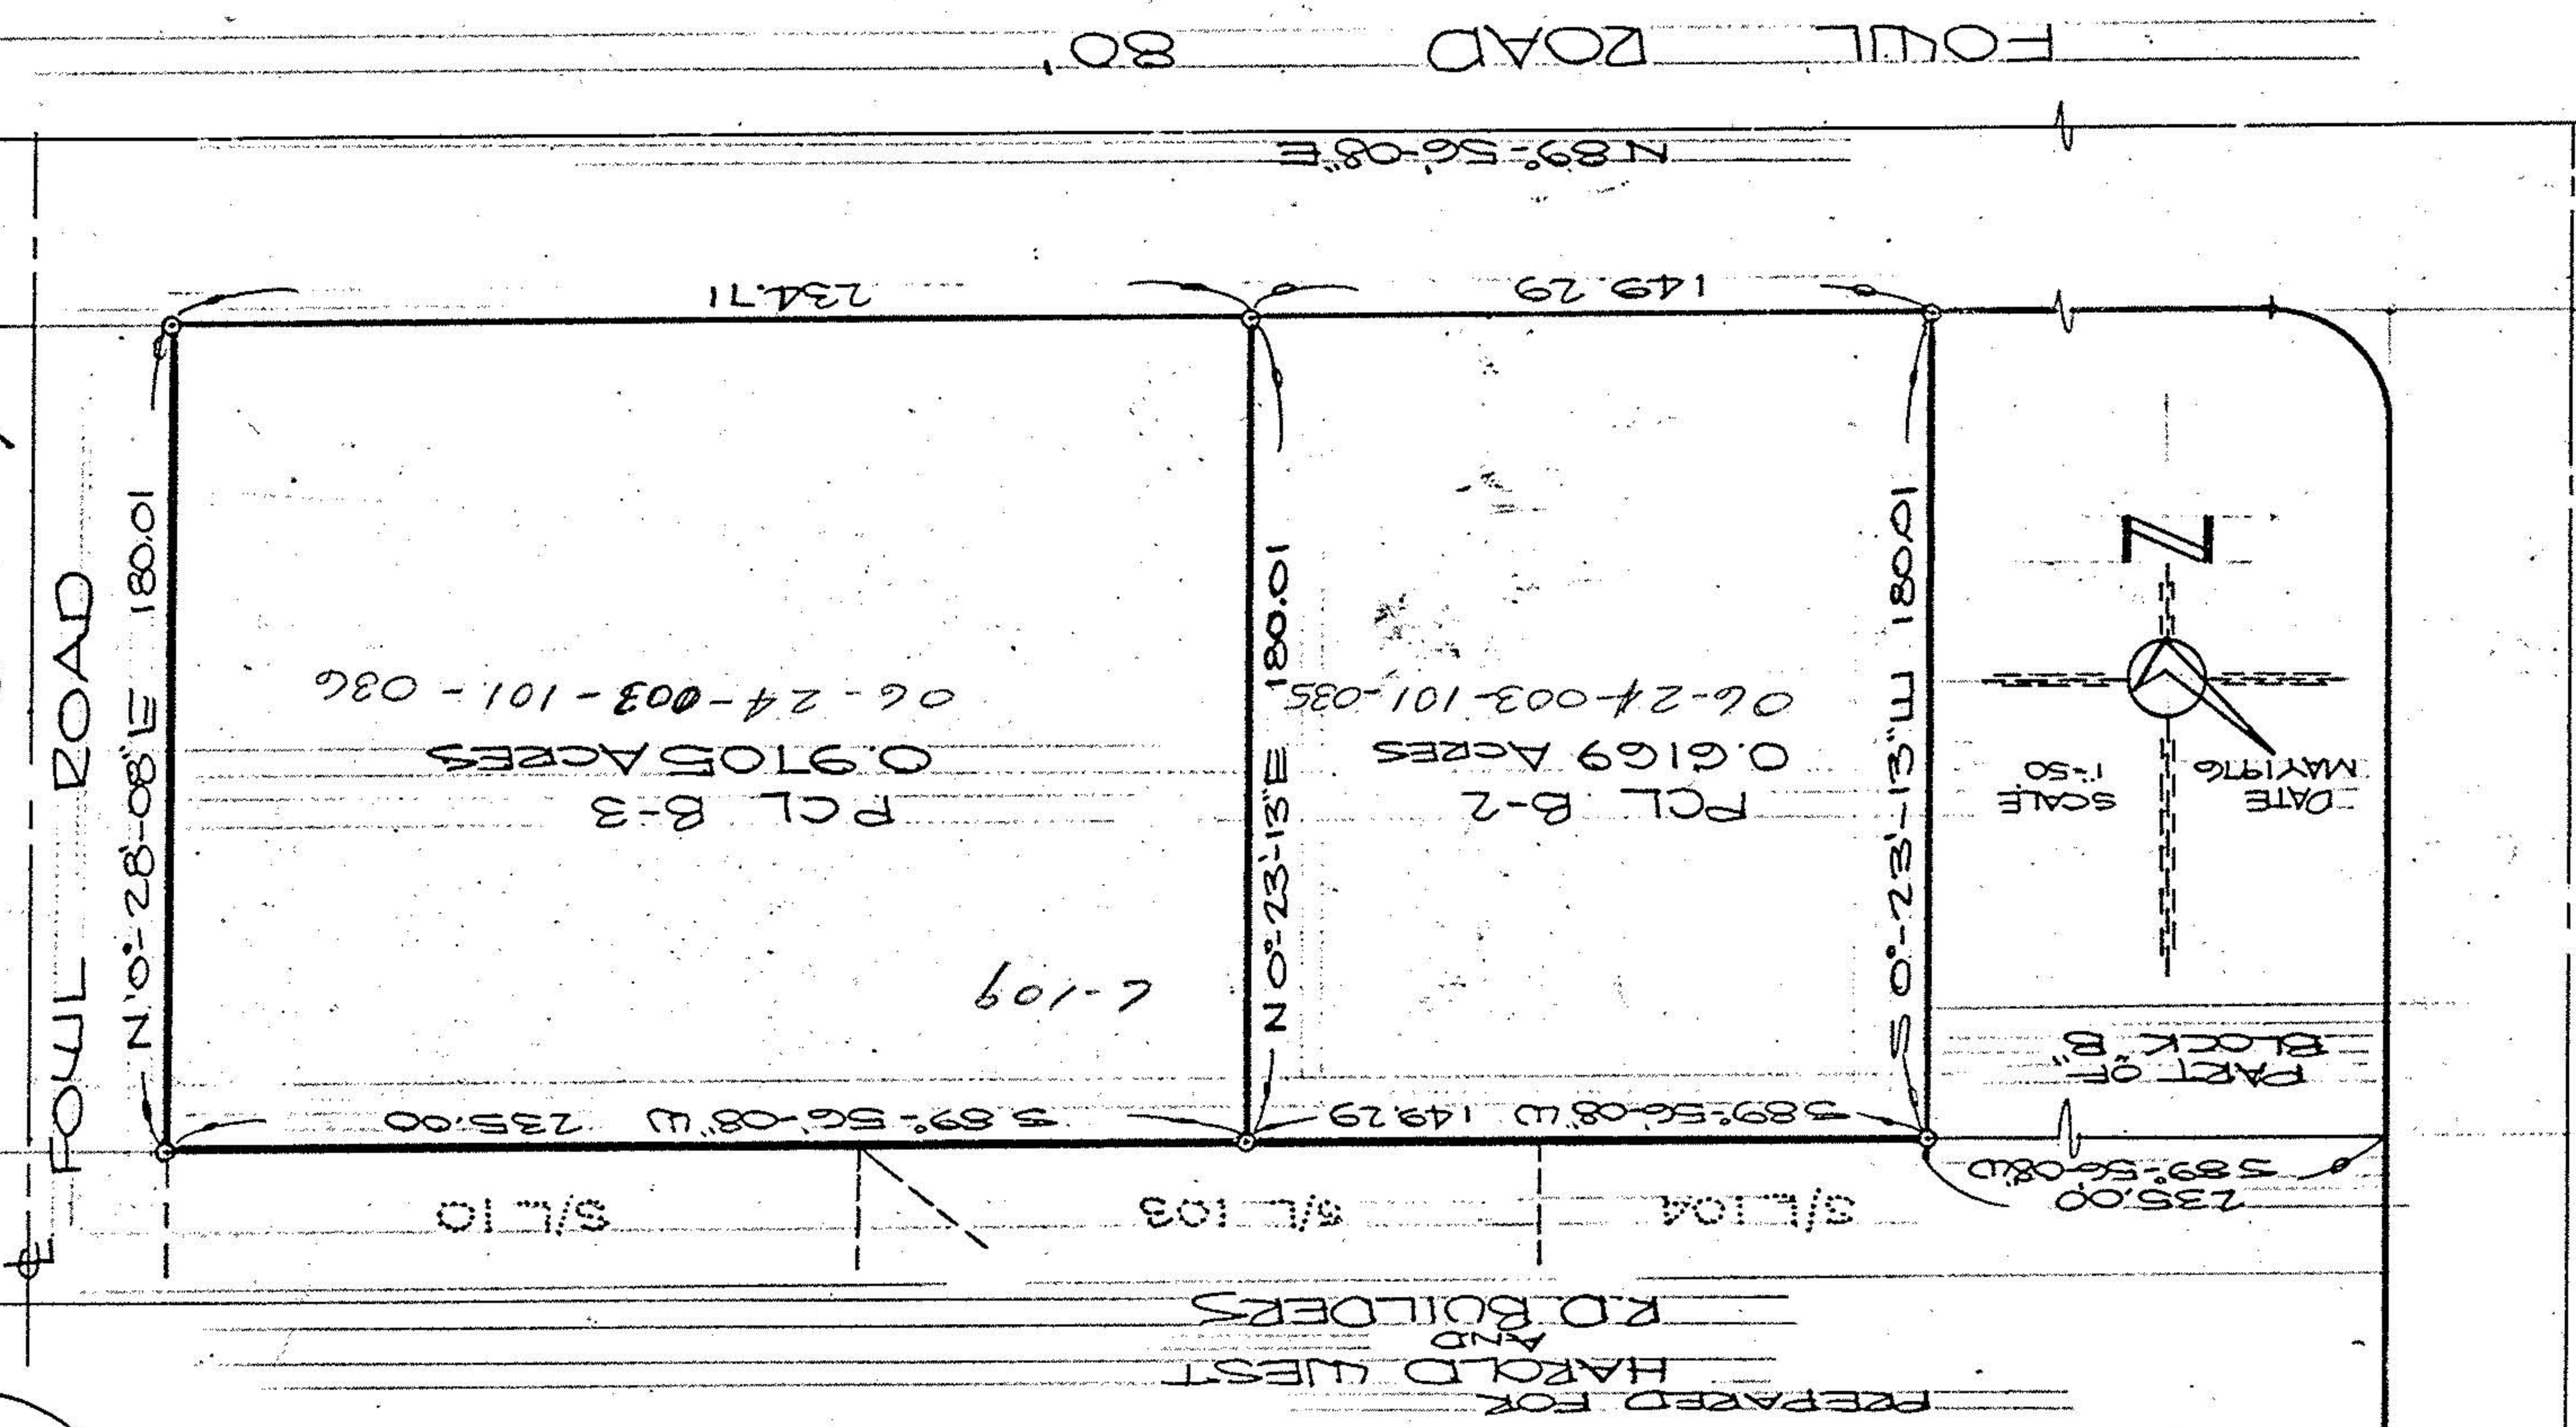 PREPARED FOR
HAROLD WEST
AND
R.D. BUILDERS
235.00
S 89°-56'-08"W
S/L 104
S/L 103
S/L 10
S 89°-56'-08"W 149.29
S 89°-56'-08"W 235.00
PART OF
BLOCK "B"
DATE
MAY 1976
SCALE
1"-50'
N
S 0°-23'-13"W 180.01
PCL B-2
0.6169 ACRES
06-24-003-101-035
N 0°-23'-13"E 180.01
C-109
PCL B-3
0.9705 ACRES
06-24-003-101-036
N 0°-28'-08"E 180.01
FOWL ROAD
149.29
234.71
N 89°-56'-08"E
FOWL ROAD 80'